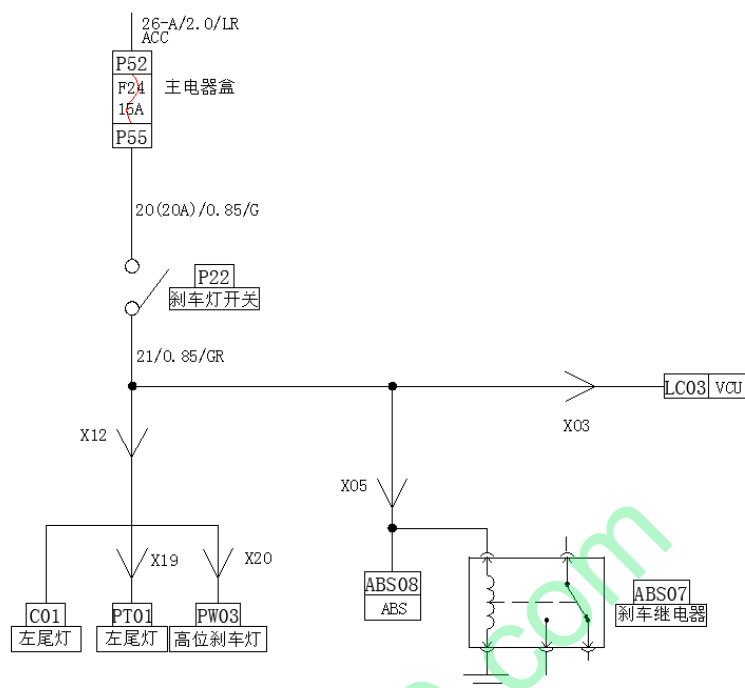 26-A/2.0/LR
ACC
P52
F24
15A
主电器盒
P55
20(20A)/0.85/G
P22
刹车灯开关
21/0.85/GR
LC03 VCU
X03
X12
X05
X19
X20
C01
左尾灯
PT01
左尾灯
PW03
高位刹车灯
ABS08
ABS
ABS07
刹车继电器
com